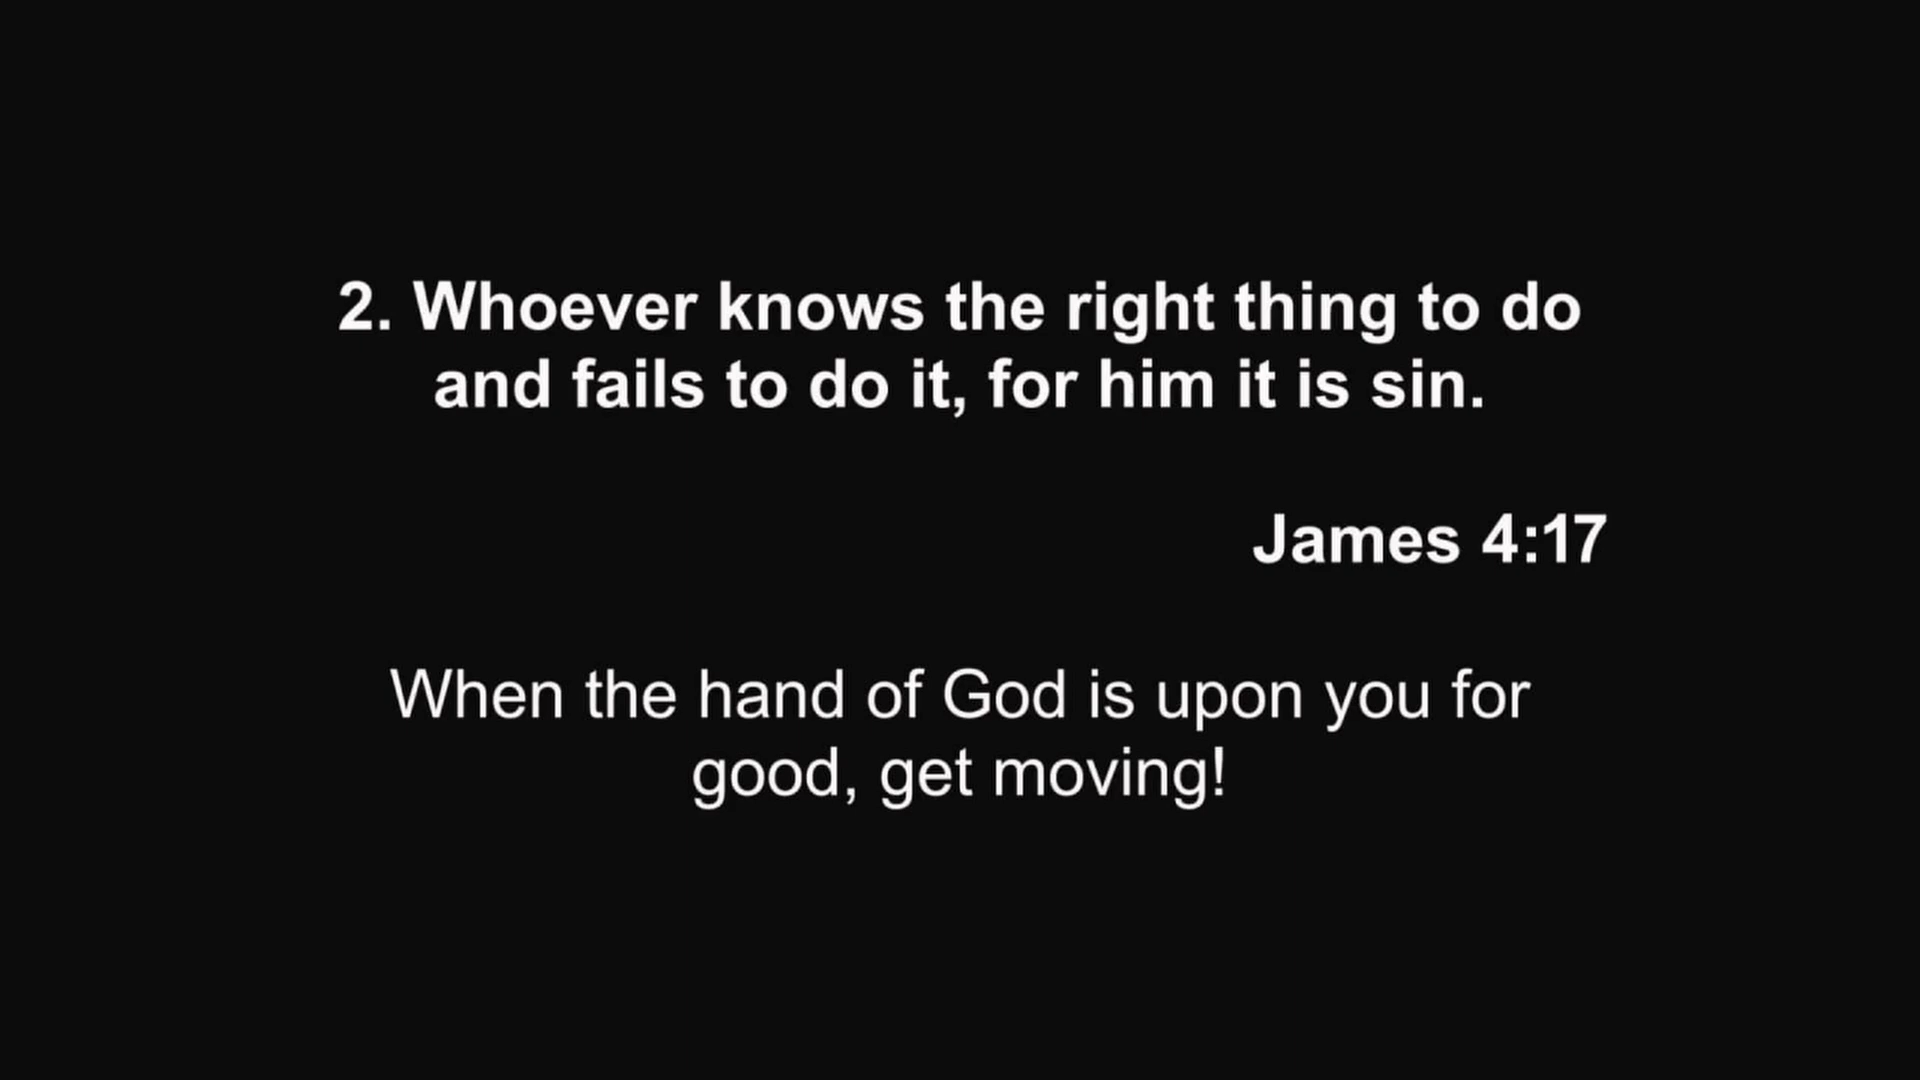 2. Whoever knows the right thing to do
and fails to do it, for him it is sin.
James 4:17
When the hand of God is upon you for
good, get moving!